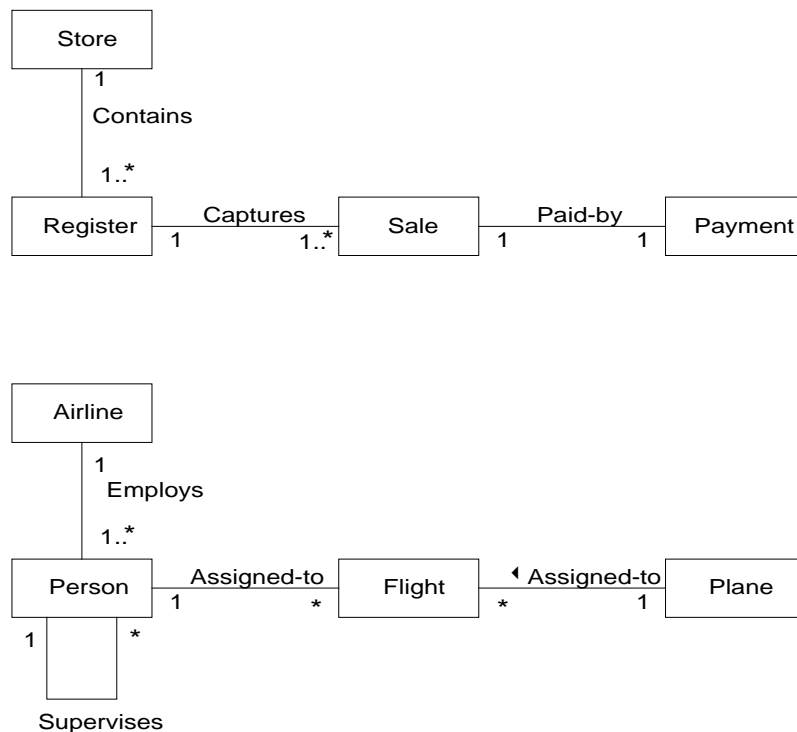 Store
1
Contains
1..*
Register
Captures
1
1..*
Sale
Paid-by
1
1
Payment
Airline
1
Employs
1..*
Person
Assigned-to
1
*
Flight
Assigned-to
*
1
Plane
1
*
Supervises